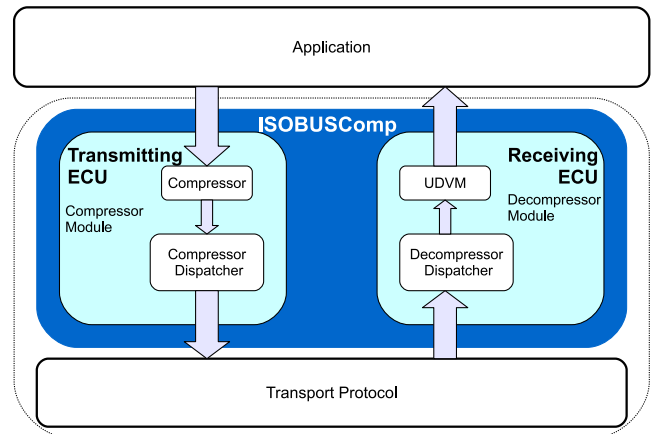 Application
ISOBUSComp
Transmitting
ECU
Compressor
Module
Compressor
Compressor
Dispatcher
Receiving
ECU
Decompressor
Module
UDVM
Decompressor
Dispatcher
Transport Protocol